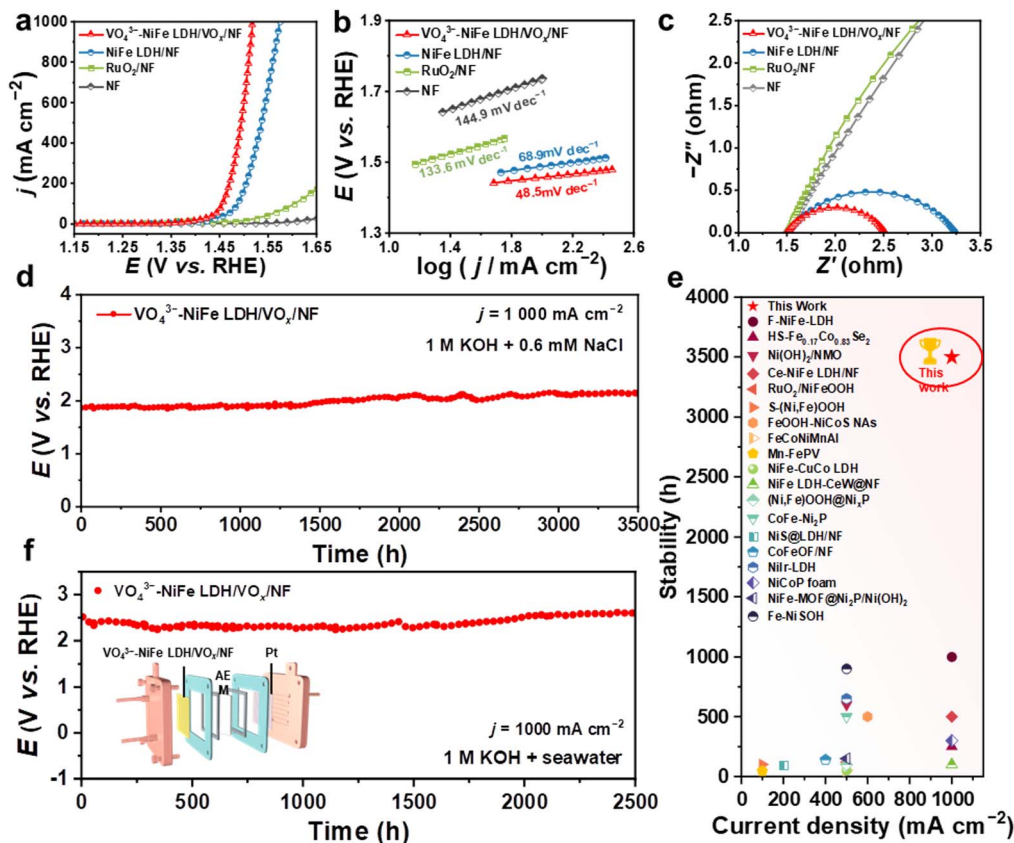 a
VO₄³⁻-NiFe LDH/VOₓ/NF
NiFe LDH/NF
RuO₂/NF
NF
j (mA cm⁻²)
1000
800
600
400
200
0
1.15 1.25 1.35 1.45 1.55 1.65
E (V vs. RHE)
b
VO₄³⁻-NiFe LDH/VOₓ/NF
NiFe LDH/NF
RuO₂/NF
NF
144.9 mV dec⁻¹
133.6 mV dec⁻¹
68.9mV dec⁻¹
48.5mV dec⁻¹
E (V vs. RHE)
1.9
1.7
1.5
1.3
1.0 1.4 1.8 2.2 2.6
log ( j / mA cm⁻²)
c
VO₄³⁻-NiFe LDH/VOₓ/NF
NiFe LDH/NF
RuO₂/NF
NF
−Z″ (ohm)
2.5
2.0
1.5
1.0
0.5
0.0
1.0 1.5 2.0 2.5 3.0 3.5
Z′ (ohm)
d
VO₄³⁻-NiFe LDH/VOₓ/NF
j = 1 000 mA cm⁻²
1 M KOH + 0.6 mM NaCl
E (V vs. RHE)
4
3
2
1
0
0 500 1000 1500 2000 2500 3000 3500
Time (h)
e
This Work
F-NiFe-LDH
HS-Fe₀.₁₇Co₀.₈₃Se₂
Ni(OH)₂/NMO
Ce-NiFe LDH/NF
RuO₂/NiFeOOH
S-(Ni,Fe)OOH
FeOOH-NiCoS NAs
FeCoNiMnAl
Mn-FePV
NiFe-CuCo LDH
NiFe LDH-CeW@NF
(Ni,Fe)OOH@NiₓP
CoFe-Ni₂P
NiS@LDH/NF
CoFeOF/NF
NiIr-LDH
NiCoP foam
NiFe-MOF@Ni₂P/Ni(OH)₂
Fe-Ni SOH
This
work
Stability (h)
4000
3500
3000
2500
2000
1500
1000
500
0
0 200 400 600 800 1000
Current density (mA cm⁻²)
f
VO₄³⁻-NiFe LDH/VOₓ/NF
VO₄³⁻-NiFe LDH/VOₓ/NF
AE
M
Pt
j = 1000 mA cm⁻²
1 M KOH + seawater
E (V vs. RHE)
3
2
1
0
-1
0 500 1000 1500 2000 2500
Time (h)